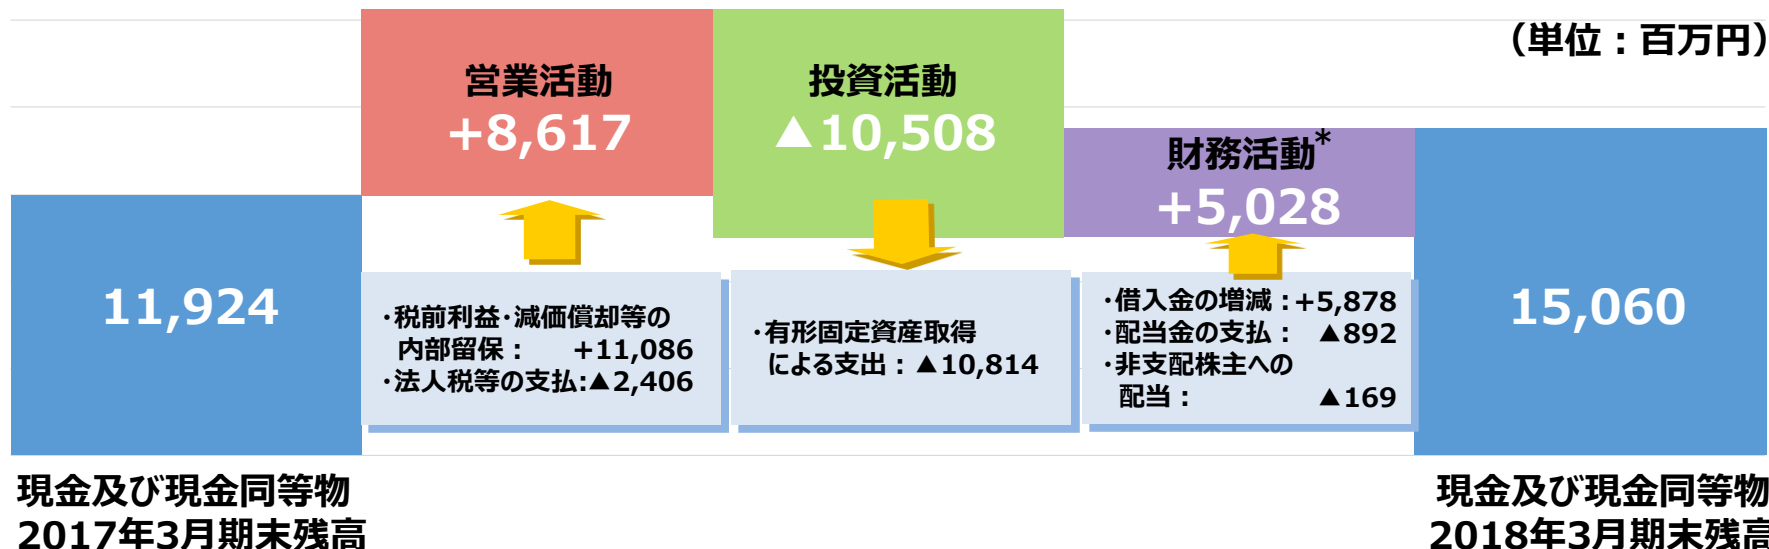 （単位：百万円）
営業活動
+8,617
投資活動
▲10,508
財務活動*
+5,028
11,924
・税前利益・減価償却等の
内部留保： +11,086
・法人税等の支払:▲2,406
・有形固定資産取得
による支出：▲10,814
・借入金の増減：+5,878
・配当金の支払： ▲892
・非支配株主への
配当： ▲169
15,060
現金及び現金同等物
2017年3月期末残高
現金及び現金同等物
2018年3月期末残高